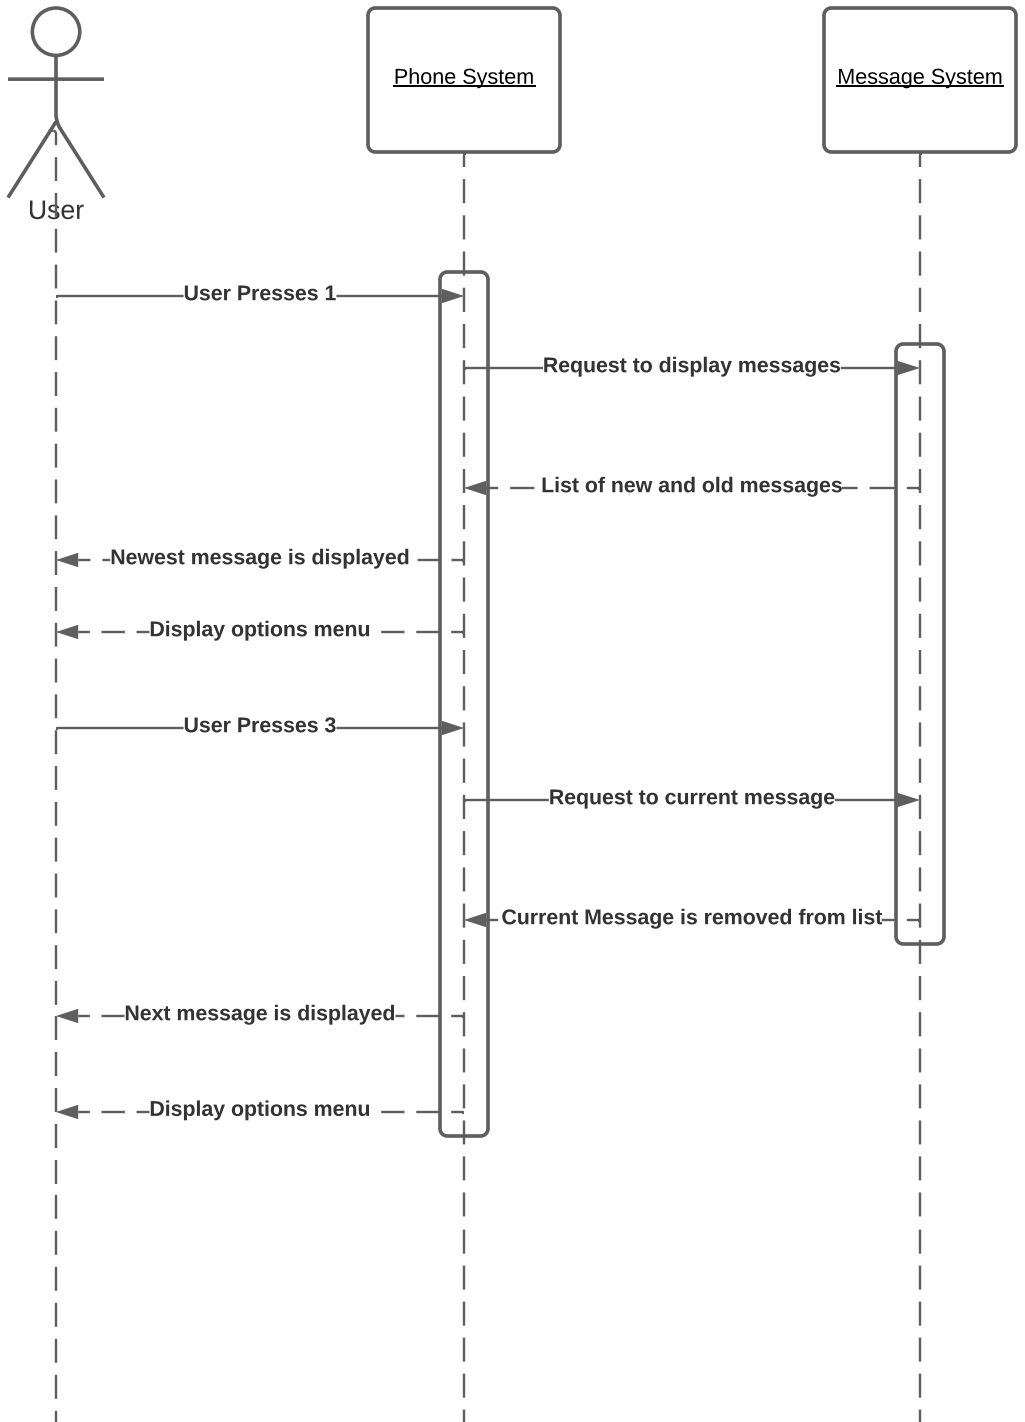 Phone System
Message System
User
User Presses 1
Request to display messages
List of new and old messages
Newest message is displayed
Display options menu
User Presses 3
Request to current message
Current Message is removed from list
Next message is displayed
Display options menu